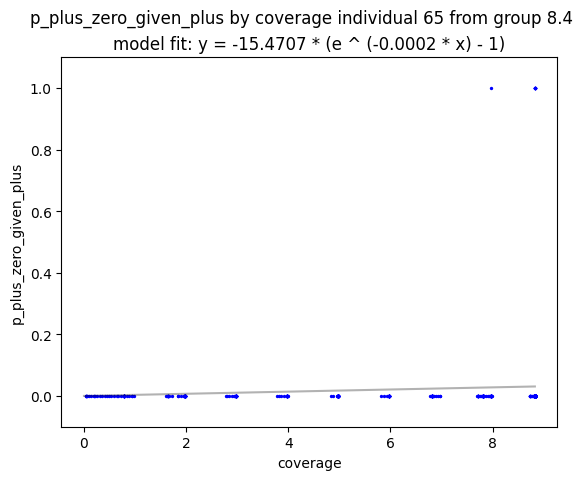 p_plus_zero_given_plus by coverage individual 65 from group 8.4
model fit: y = -15.4707 * (e ^ (-0.0002 * x) - 1)
1.0
0.8
0.6
0.4
0.2
0.0
p_plus_zero_given_plus
0
2
4
6
8
coverage